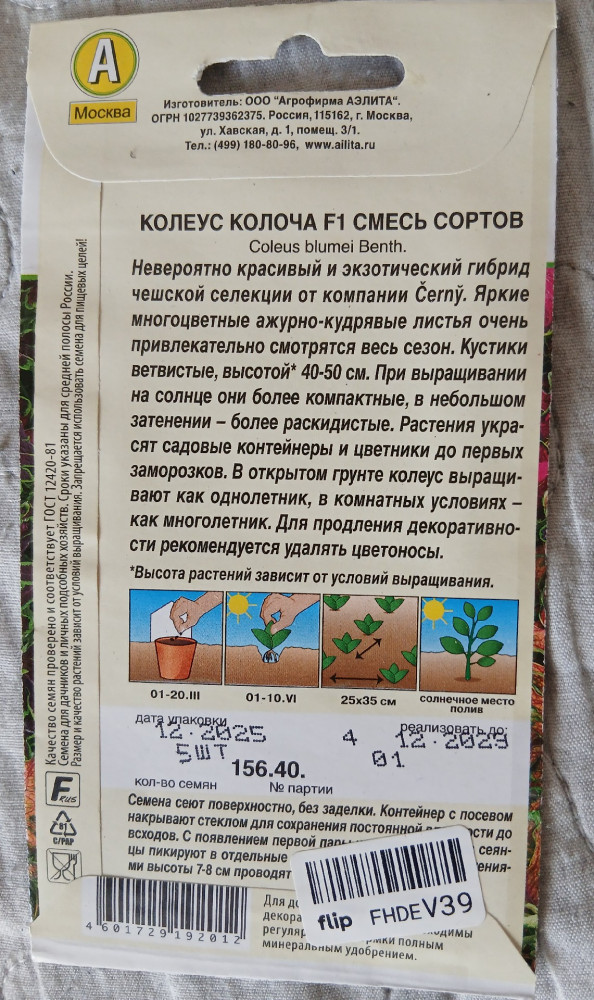 А
Москва
Изготовитель: ООО "Агрофирма АЭЛИТА".
ОГРН 1027739362375. Россия,115162, г. Москва,
ул. Хавская, д. 1, помещ. 3/1.
Тел.: (499) 180-80-96, www.ailita.ru
КОЛЕУС КОЛОЧА F1 СМЕСЬ СОРТОВ
Coleus blumei Benth.
Невероятно красивый и экзотический гибрид
чешской селекции от компании Černý. Яркие
многоцветные ажурно-кудрявые листья очень
привлекательно смотрятся весь сезон. Кустики
ветвистые, высотой* 40-50 см. При выращивании
на солнце они более компактные, в небольшом
затенении – более раскидистые. Растения укра-
сят садовые контейнеры и цветники до первых
заморозков. В открытом грунте колеус выращи-
вают как однолетник, в комнатных условиях –
как многолетник. Для продления декоративно-
сти рекомендуется удалять цветоносы.
*Высота растений зависит от условий выращивания.
Качество семян проверено и соответствует ГОСТ 12420-81
Семена для дачников и личных подсобных хозяйств. Сроки указаны для средней полосы России.
Размер и качество растений зависит от условий выращивания. Запрещается использовать семена для пищевых целей!
01-20.III
01-10.VI
25x35 см
солнечное место
полив
дата упаковки
реализовать до:
12·2025
4 12·2029
5ШТ
01
156.40.
кол-во семян
№ партии
F RUS
81
C/PAP
Семена сеют поверхностно, без заделки. Контейнер с посевом
накрывают стеклом для сохранения постоянной до
всходов. С появлением первой пары сеян-
цы пикируют в отдельные
ми высоты 7-8 см проводят
Для
регуляр
минеральным удобрением.
4 601729 192012
flip FHDEV39